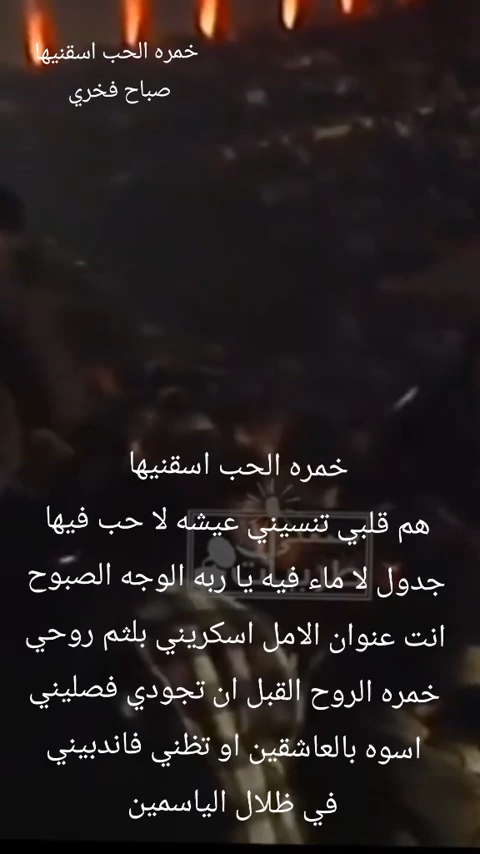 خمره الحب اسقنيها
صباح فخري
خمره الحب اسقنيها
هم قلبي تنسيني عيشه لا حب فيها
جدول لا ماء فيه يا ربه الوجه الصبوح
انت عنوان الامل اسكريني بلثم روحي
خمره الروح القبل ان تجودي فصليني
اسوه بالعاشقين او تظني فاندبيني
في ظلال الياسمين